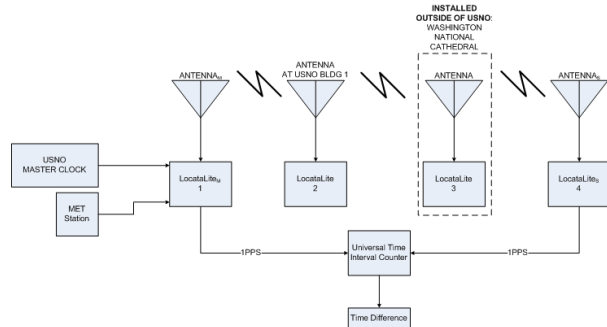 INSTALLED
OUTSIDE OF USNO:
WASHINGTON
NATIONAL
CATHEDRAL
ANTENNAM
ANTENNA
AT USNO BLDG 1
ANTENNA
ANTENNAS
USNO
MASTER CLOCK
MET
Station
LocataLiteM
1
LocataLite
2
LocataLite
3
LocataLiteS
4
1PPS
Universal Time
Interval Counter
1PPS
Time Difference